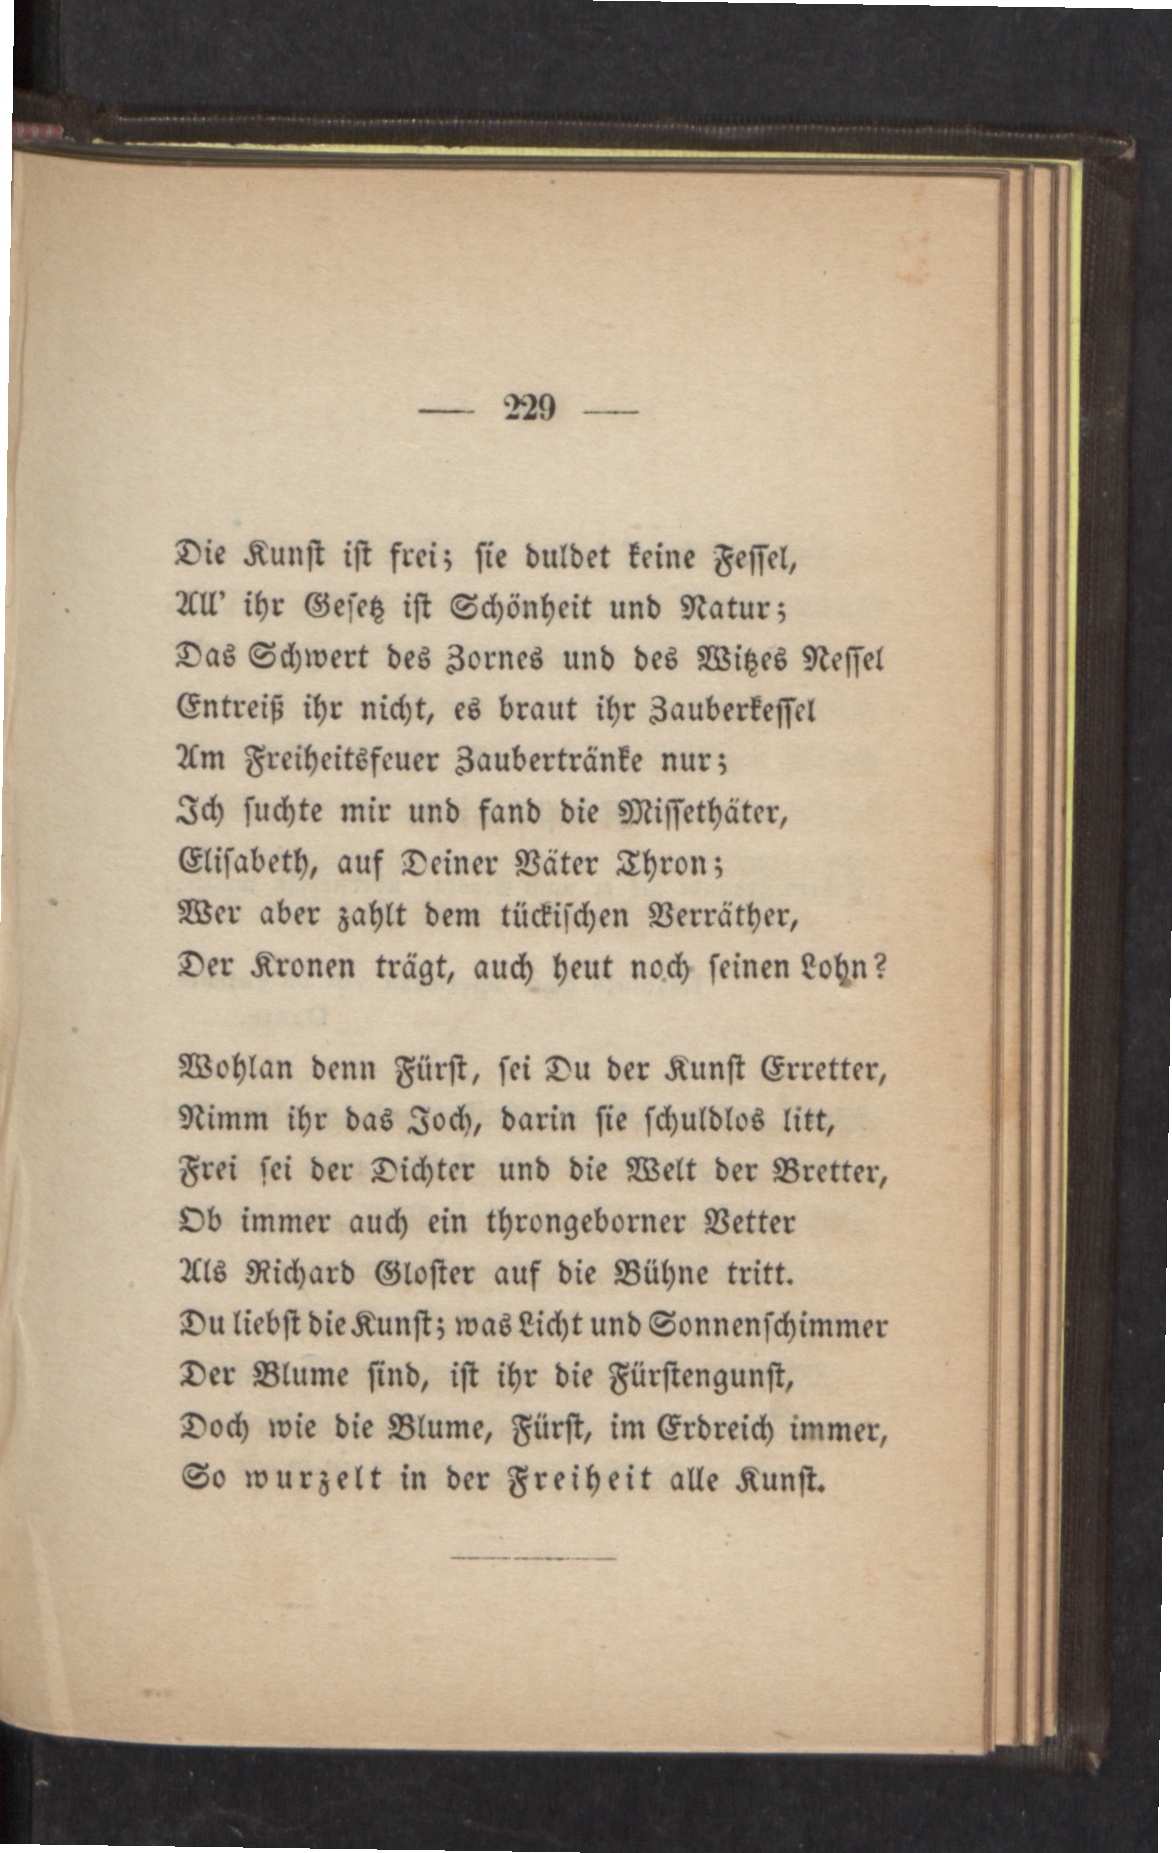 — 229 —
Die Kunst ist frei; sie duldet keine Fessel,
All' ihr Gesetz ist Schönheit und Natur;
Das Schwert des Zornes und des Witzes Nessel
Entreiß ihr nicht, es braut ihr Zauberkessel
Am Freiheitsfeuer Zaubertränke nur;
Ich suchte mir und fand die Missethäter,
Elisabeth, auf Deiner Väter Thron;
Wer aber zahlt dem tückischen Verräther,
Der Kronen trägt, auch heut noch seinen Lohn?
Wohlan denn Fürst, sei Du der Kunst Erretter,
Nimm ihr das Joch, darin sie schuldlos litt,
Frei sei der Dichter und die Welt der Bretter,
Ob immer auch ein throngeborner Vetter
Als Richard Gloster auf die Bühne tritt.
Du liebst die Kunst; was Licht und Sonnenschimmer
Der Blume sind, ist ihr die Fürstengunst,
Doch wie die Blume, Fürst, im Erdreich immer,
So wurzelt in der Freiheit alle Kunst.